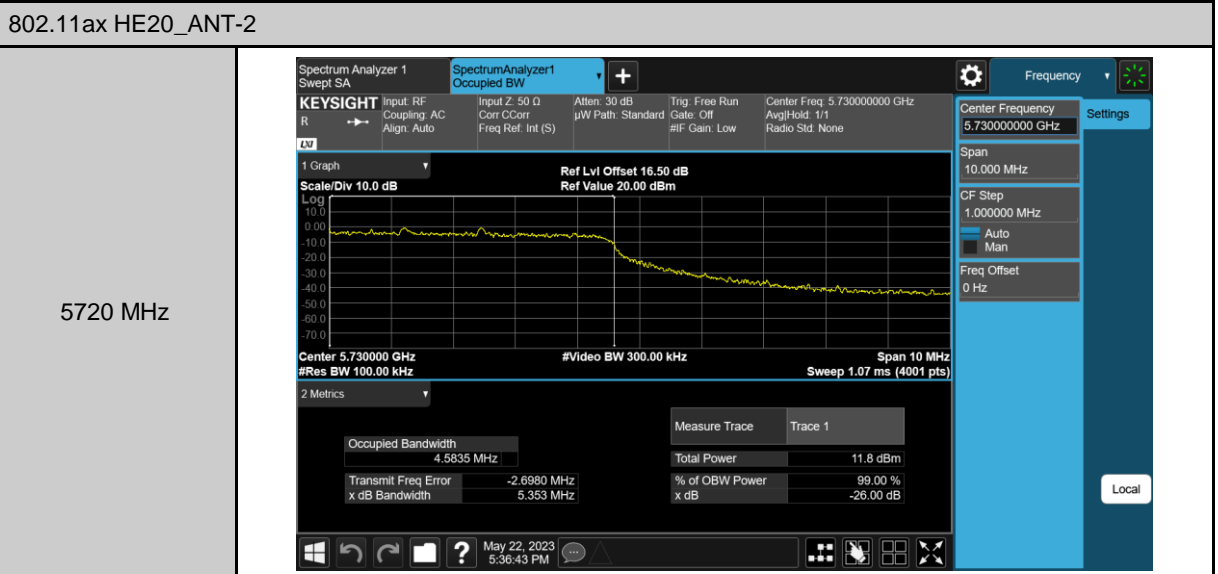 802.11ax HE20_ANT-2
5720 MHz
Spectrum Analyzer 1
Swept SA
SpectrumAnalyzer1
Occupied BW
Frequency
KEYSIGHT
R
LXI
Input: RF
Coupling: AC
Align: Auto
Input Z: 50 Ω
Corr CCorr
Freq Ref: Int (S)
Atten: 30 dB
µW Path: Standard
Trig: Free Run
Gate: Off
#IF Gain: Low
Center Freq: 5.730000000 GHz
Avg|Hold: 1/1
Radio Std: None
Center Frequency
5.730000000 GHz
Settings
Span
10.000 MHz
CF Step
1.000000 MHz
Auto
Man
Freq Offset
0 Hz
Local
1 Graph
Scale/Div 10.0 dB
Ref Lvl Offset 16.50 dB
Ref Value 20.00 dBm
Log
10.0
0.00
-10.0
-20.0
-30.0
-40.0
-50.0
-60.0
-70.0
Center 5.730000 GHz
#Res BW 100.00 kHz
#Video BW 300.00 kHz
Span 10 MHz
Sweep 1.07 ms (4001 pts)
2 Metrics
Measure Trace Trace 1
Occupied Bandwidth
4.5835 MHz
Total Power 11.8 dBm
Transmit Freq Error -2.6980 MHz
% of OBW Power 99.00 %
x dB Bandwidth 5.353 MHz
x dB -26.00 dB
May 22, 2023
5:36:43 PM